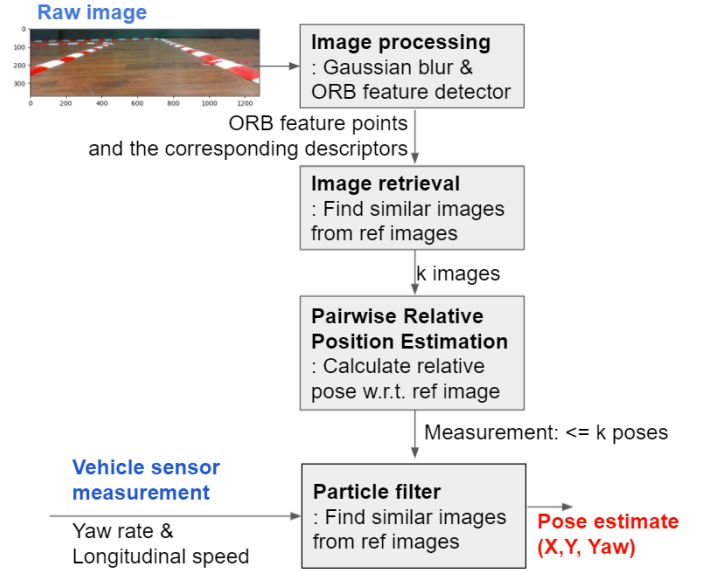 Raw image
0
100
200
300
0 200 400 600 800 1000 1200
Image processing
: Gaussian blur &
ORB feature detector
ORB feature points
and the corresponding descriptors
Image retrieval
: Find similar images
from ref images
k images
Pairwise Relative
Position Estimation
: Calculate relative
pose w.r.t. ref image
Measurement: <= k poses
Vehicle sensor
measurement
Yaw rate &
Longitudinal speed
Particle filter
: Find similar images
from ref images
Pose estimate
(X,Y, Yaw)